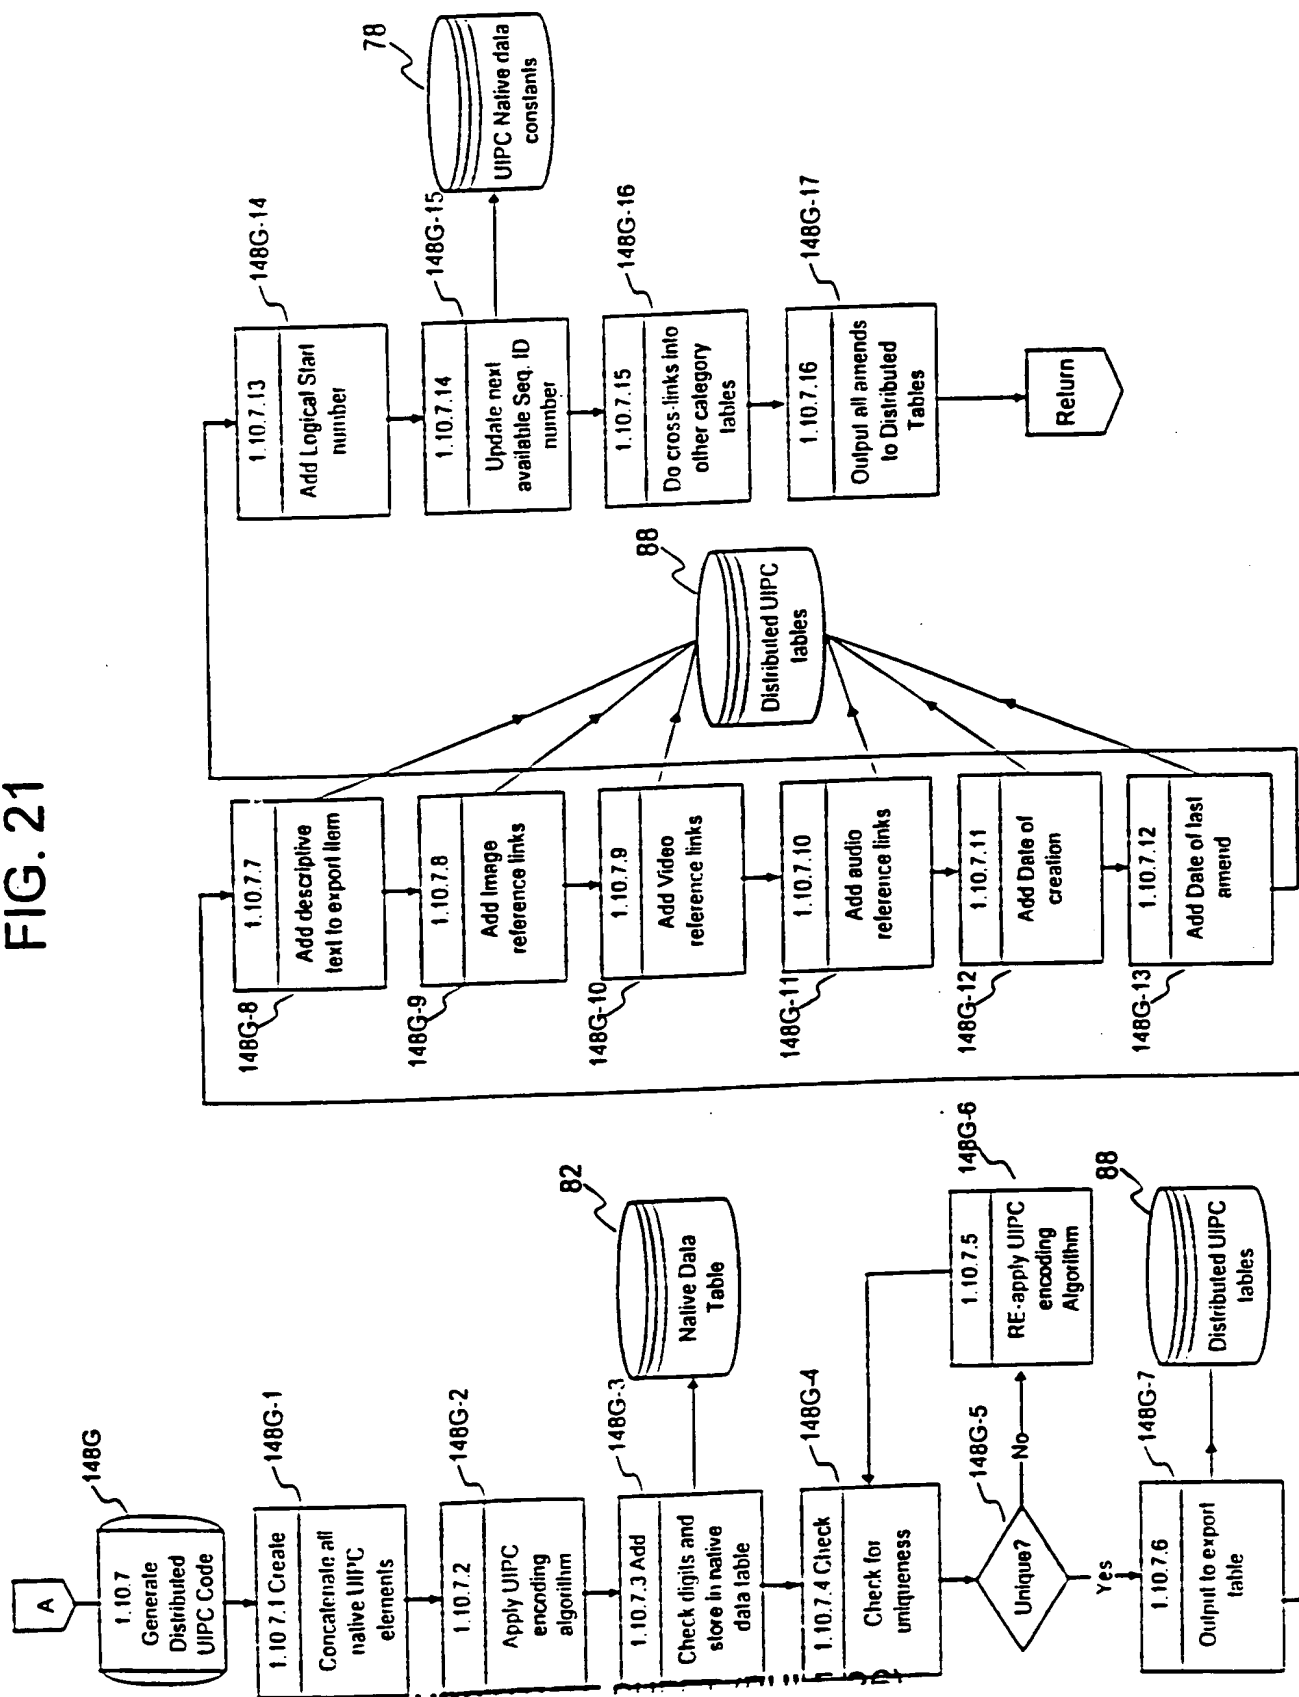 FIG. 21
A
148G
1.10.7
Generate
Distributed
UIPC Code
148G-1
1.10.7.1 Create
Concatenate all
native UIPC
elements
148G-2
1.10.7.2
Apply UIPC
encoding
algorithm
148G-3
1.10.7.3 Add
Check digits and
store in native
data table
82
Native Data
Table
148G-4
1.10.7.4 Check
Check for
uniqueness
148G-5
Unique?
No
Yes
148G-6
1.10.7.5
RE-apply UIPC
encoding
Algorithm
148G-7
1.10.7.6
Output to export
table
88
Distributed UIPC
tables
148G-8
1.10.7.7
Add descriptive
text to export item
148G-9
1.10.7.8
Add Image
reference links
148G-10
1.10.7.9
Add Video
reference links
148G-11
1.10.7.10
Add audio
reference links
148G-12
1.10.7.11
Add Date of
creation
148G-13
1.10.7.12
Add Date of last
amend
88
Distributed UIPC
tables
148G-14
1.10.7.13
Add Logical Start
number
148G-15
1.10.7.14
Update next
available Seq. ID
number
78
UIPC Native data
constants
148G-16
1.10.7.15
Do cross-links into
other category
tables
148G-17
1.10.7.16
Output all amends
to Distributed
Tables
Return